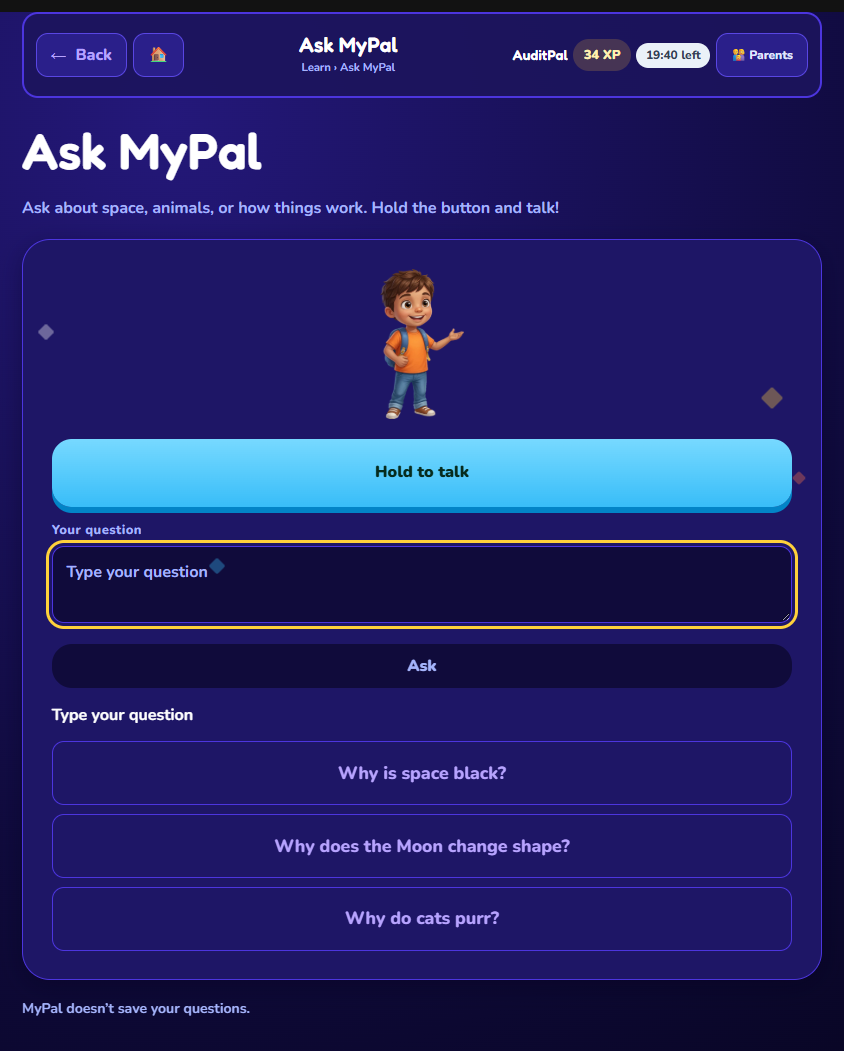 ← Back
Ask MyPal
Learn › Ask MyPal
AuditPal
34 XP
19:40 left
Parents
Ask MyPal
Ask about space, animals, or how things work. Hold the button and talk!
Hold to talk
Your question
Type your question
Ask
Type your question
Why is space black?
Why does the Moon change shape?
Why do cats purr?
MyPal doesn’t save your questions.